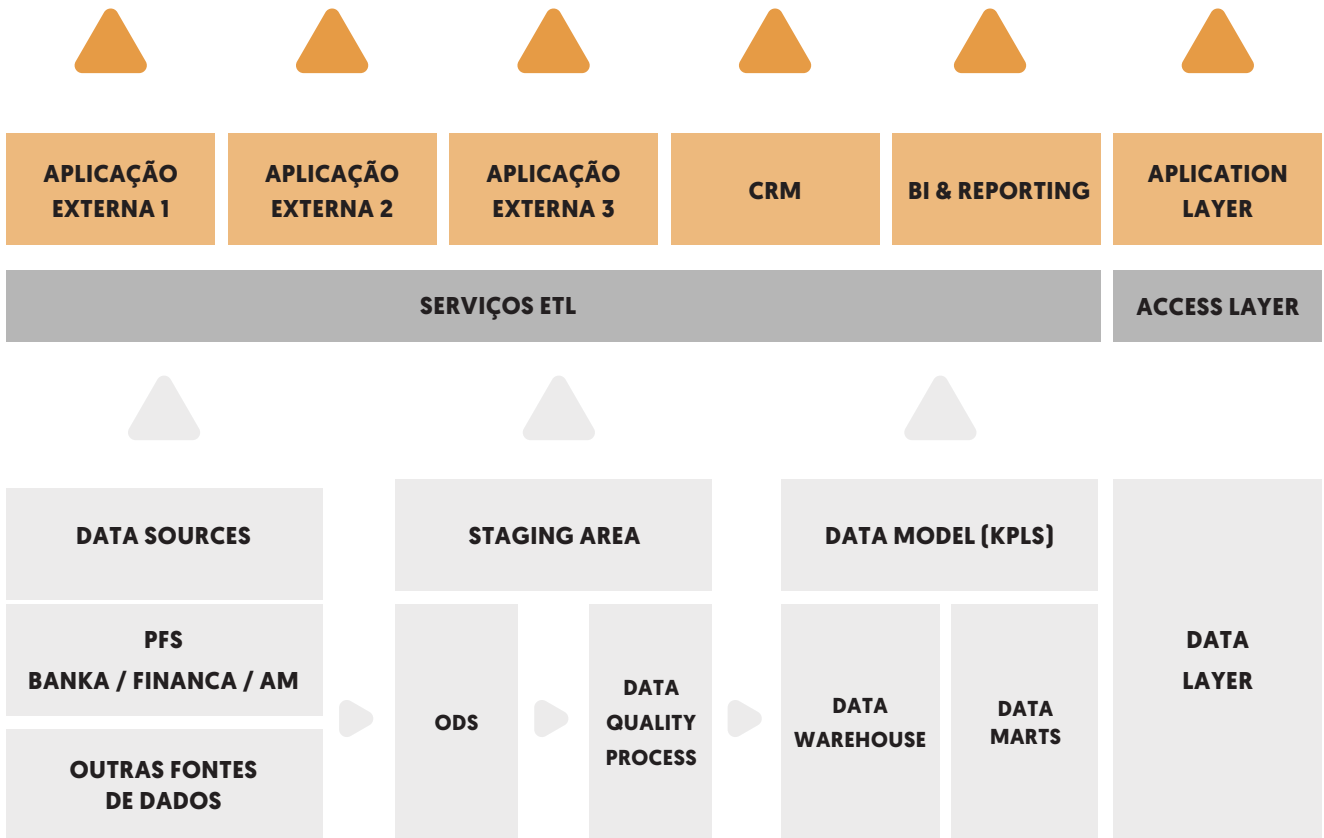 APLICAÇÃO
EXTERNA 1
APLICAÇÃO
EXTERNA 2
APLICAÇÃO
EXTERNA 3
CRM
BI & REPORTING
APLICATION
LAYER
SERVIÇOS ETL
ACCESS LAYER
DATA SOURCES
STAGING AREA
DATA MODEL (KPLS)
PFS
BANKA / FINANCA / AM
OUTRAS FONTES
DE DADOS
ODS
DATA
QUALITY
PROCESS
DATA
WAREHOUSE
DATA
MARTS
DATA
LAYER